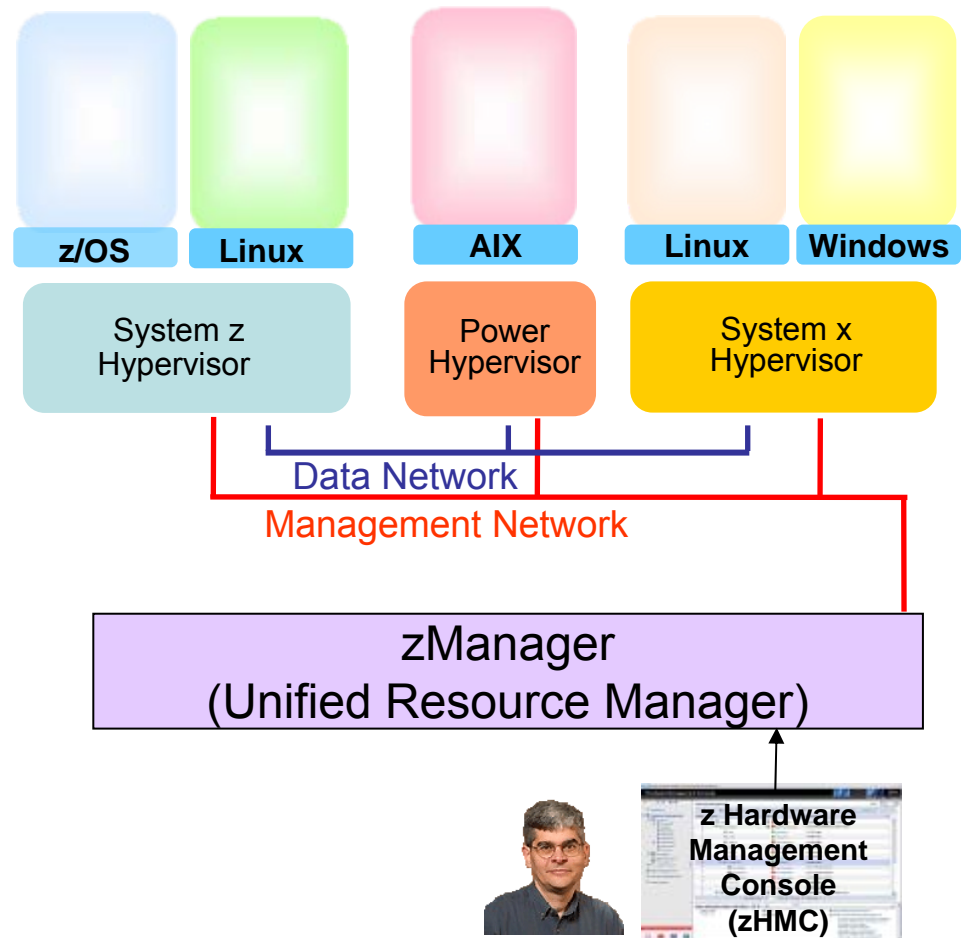 z/OS
Linux
AIX
Linux
Windows
System z
Hypervisor
Power
Hypervisor
System x
Hypervisor
Data Network
Management Network
zManager
(Unified Resource Manager)
z Hardware
Management
Console
(zHMC)